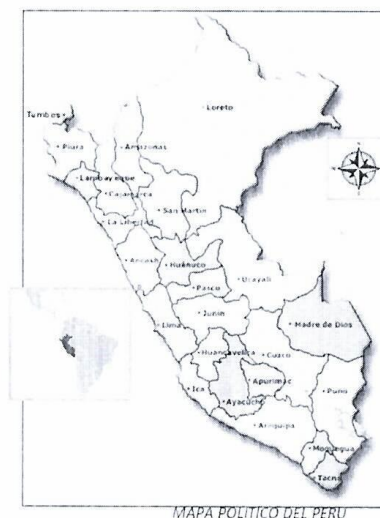 Loreto
Tumbes
Piura
Amazonas
Lambayeque
Cajamarca
San Martin
La Libertad
Ancash
Huánuco
Ucayali
Pasco
Junin
Lima
Madre de Dios
Huancavelica
Cuzco
Ica
Apurimac
Puno
Ayacucho
Arequipa
Moquegua
Tacna
MAPA POLITICO DEL PERU